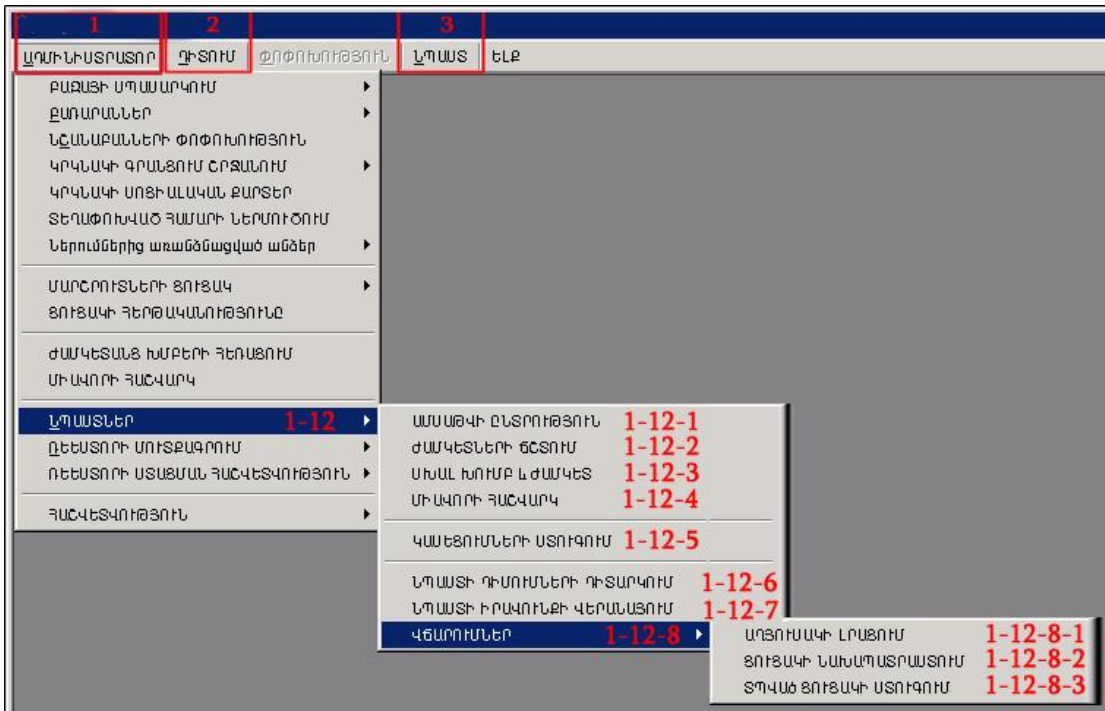 1 2 3
ԱԴՄԻՆԻՍՏՐԱՏՈՐ ԴԻՏՈՒՄ ՓՈՓՈԽՈՒԹՅՈՒՆ ՆՊԱՍՏ ԵԼՔ
ԲԱԶԱՅԻ ՍՊԱՍԱՐԿՈՒՄ
ԲԱՌԱՐԱՆՆԵՐ
ՆՇԱՆԱԲԱՆՆԵՐԻ ՓՈՓՈԽՈՒԹՅՈՒՆ
ԿՐԿՆԱԿԻ ԳՐԱՆՑՈՒՄ ՇՐՋԱՆՈՒՄ
ԿՐԿՆԱԿԻ ՍՈՑԻԱԼԱԿԱՆ ՔԱՐՏԵՐ
ՏԵՂԱՓՈԽՎԱԾ ՀԱՄԱՐԻ ՆԵՐՄՈՒԾՈՒՄ
Ներումներից առանձնացված անձեր
ՄԱՐՇՐՈՒՏՆԵՐԻ ՑՈՒՑԱԿ
ՑՈՒՑԱԿԻ ՀԵՐԹԱԿԱՆՈՒԹՅՈՒՆԸ
ԺԱՄԿԵՏԱՆՑ ԽՄԲԵՐԻ ՀԵՌԱՑՈՒՄ
ՄԻԱՎՈՐԻ ՀԱՇՎԱՐԿ
ՆՊԱՍՏՆԵՐ 1-12
ՌԵԵՍՏՐԻ ՄՈՒՏՔԱԳՐՈՒՄ
ՌԵԵՍՏՐԻ ՍՏԱՑՄԱՆ ՀԱՇՎԵՏՎՈՒԹՅՈՒՆ
ՀԱՇՎԵՏՎՈՒԹՅՈՒՆ
ԱՄՍԱԹՎԻ ԸՆՏՐՈՒԹՅՈՒՆ 1-12-1
ԺԱՄԿԵՏՆԵՐԻ ՃՇՏՈՒՄ 1-12-2
ՍԽԱԼ ԽՈՒՄԲ և ԺԱՄԿԵՏ 1-12-3
ՄԻԱՎՈՐԻ ՀԱՇՎԱՐԿ 1-12-4
ԿԱՍԵՑՈՒՄՆԵՐԻ ՍՏՈՒԳՈՒՄ 1-12-5
ՆՊԱՍՏԻ ԴԻՄՈՒՄՆԵՐԻ ԴԻՏԱՐԿՈՒՄ 1-12-6
ՆՊԱՍՏԻ ԻՐԱՎՈՒՆՔԻ ՎԵՐԱՆԱՅՈՒՄ 1-12-7
ՎՃԱՐՈՒՄՆԵՐ 1-12-8
ԱՂՅՈՒՍԱԿԻ ԼՐԱՑՈՒՄ 1-12-8-1
ՑՈՒՑԱԿԻ ՆԱԽԱՊԱՏՐԱՍՏՈՒՄ 1-12-8-2
ՏՊՎԱԾ ՑՈՒՑԱԿԻ ՍՏՈՒԳՈՒՄ 1-12-8-3